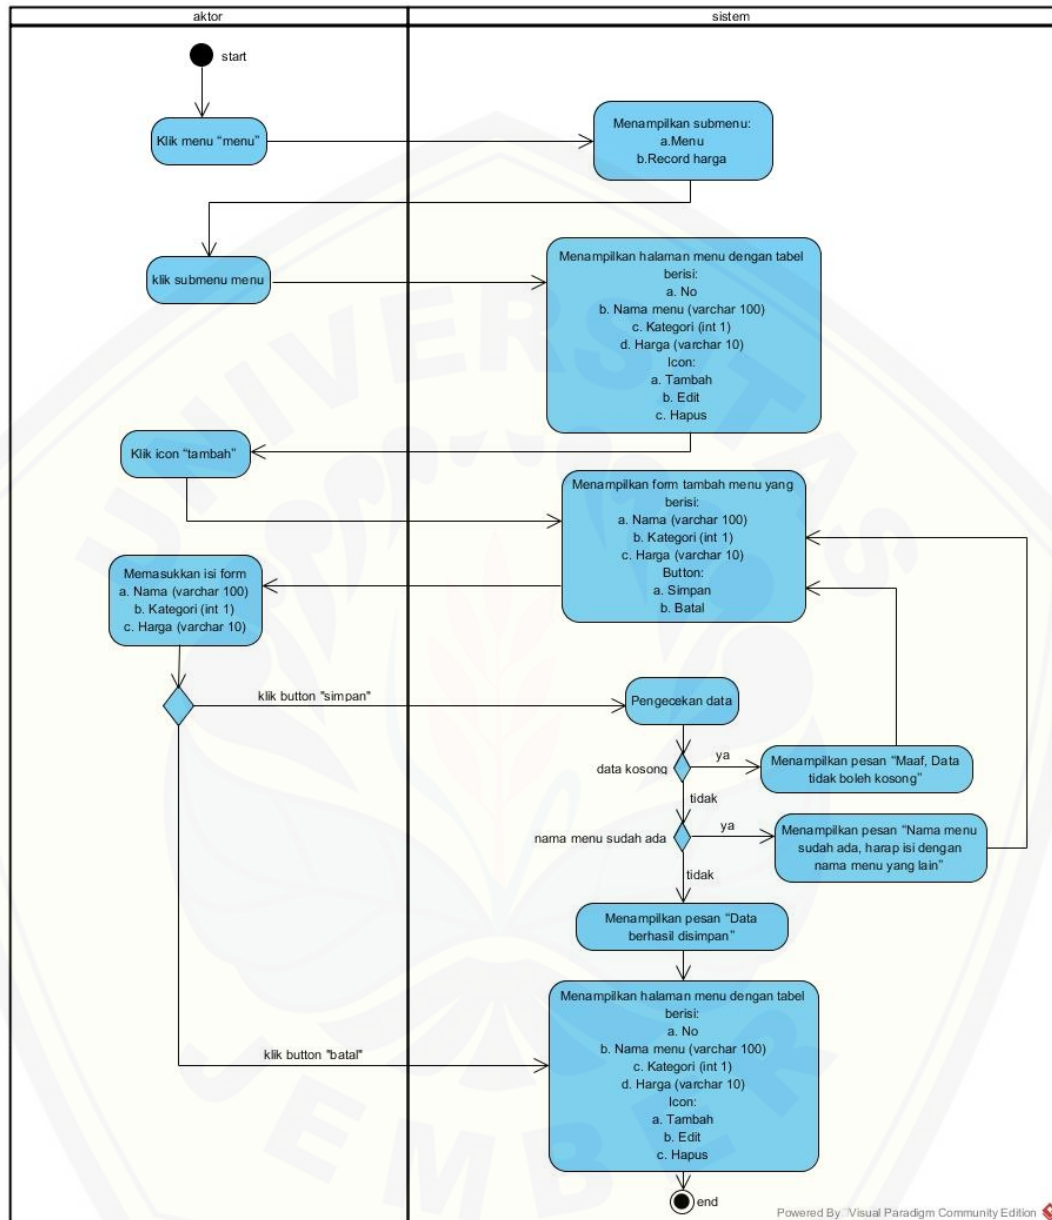 aktor
sistem
start
Klik menu “menu”
Menampilkan submenu:
a.Menu
b.Record harga
klik submenu menu
Menampilkan halaman menu dengan tabel
berisi:
a. No
b. Nama menu (varchar 100)
c. Kategori (int 1)
d. Harga (varchar 10)
Icon:
a. Tambah
b. Edit
c. Hapus
Klik icon “tambah”
Menampilkan form tambah menu yang
berisi:
a. Nama (varchar 100)
b. Kategori (int 1)
c. Harga (varchar 10)
Button:
a. Simpan
b. Batal
Memasukkan isi form
a. Nama (varchar 100)
b. Kategori (int 1)
c. Harga (varchar 10)
klik button "simpan"
Pengecekan data
data kosong
ya
Menampilkan pesan “Maaf, Data
tidak boleh kosong”
tidak
nama menu sudah ada
ya
Menampilkan pesan “Nama menu
sudah ada, harap isi dengan
nama menu yang lain”
tidak
Menampilkan pesan “Data
berhasil disimpan”
klik button "batal"
Menampilkan halaman menu dengan tabel
berisi:
a. No
b. Nama menu (varchar 100)
c. Kategori (int 1)
d. Harga (varchar 10)
Icon:
a. Tambah
b. Edit
c. Hapus
end
Powered By Visual Paradigm Community Edition
UNIVERSITAS
JEMBER